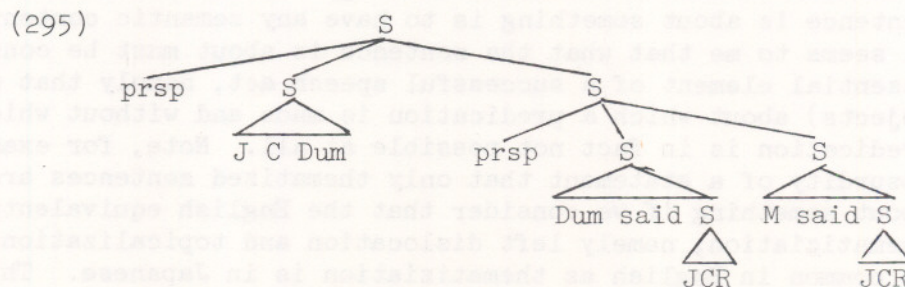 (295)
S
prsp S S
J C Dum prsp S S
Dum said S M said S
JCR JCR